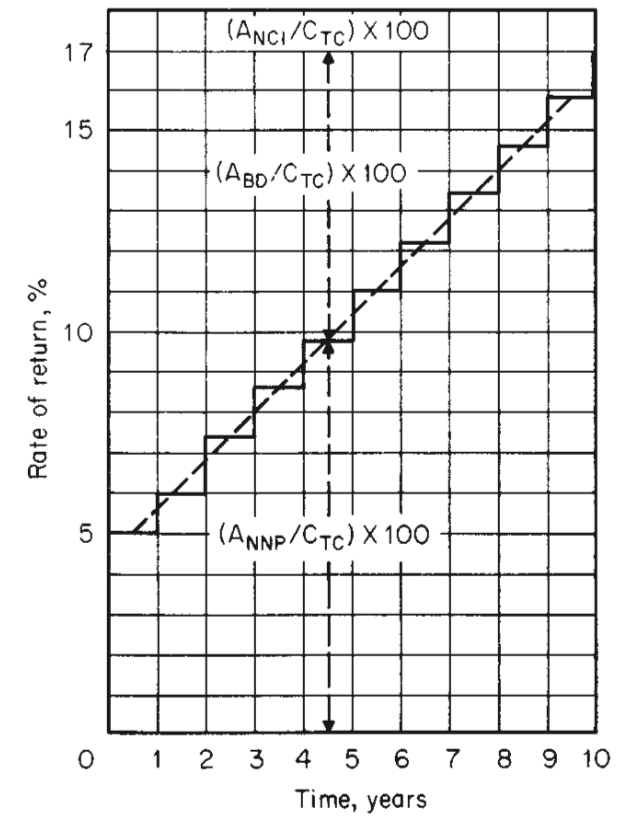 (A_NCI/C_TC) X 100
17
15
(A_BD/C_TC) X 100
10
Rate of return, %
(A_NNP/C_TC) X 100
5
0 1 2 3 4 5 6 7 8 9 10
Time, years